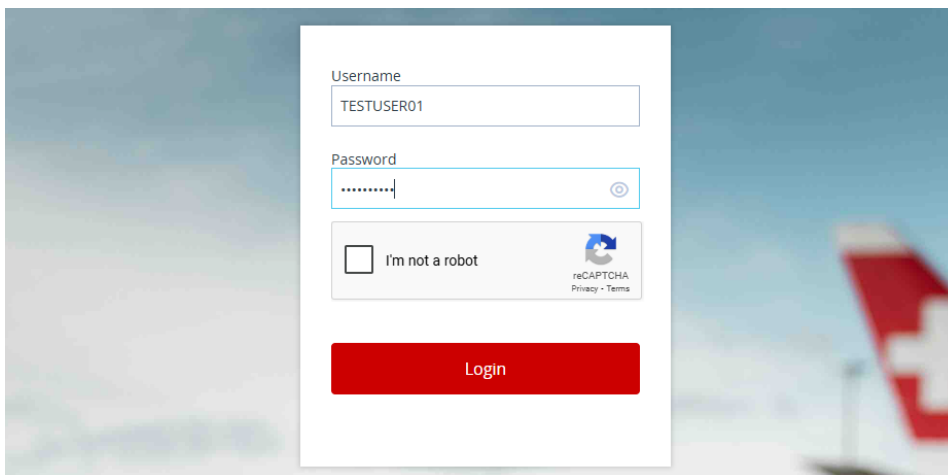 Username
TESTUSER01
Password
••••••••••
I'm not a robot
reCAPTCHA
Privacy - Terms
Login